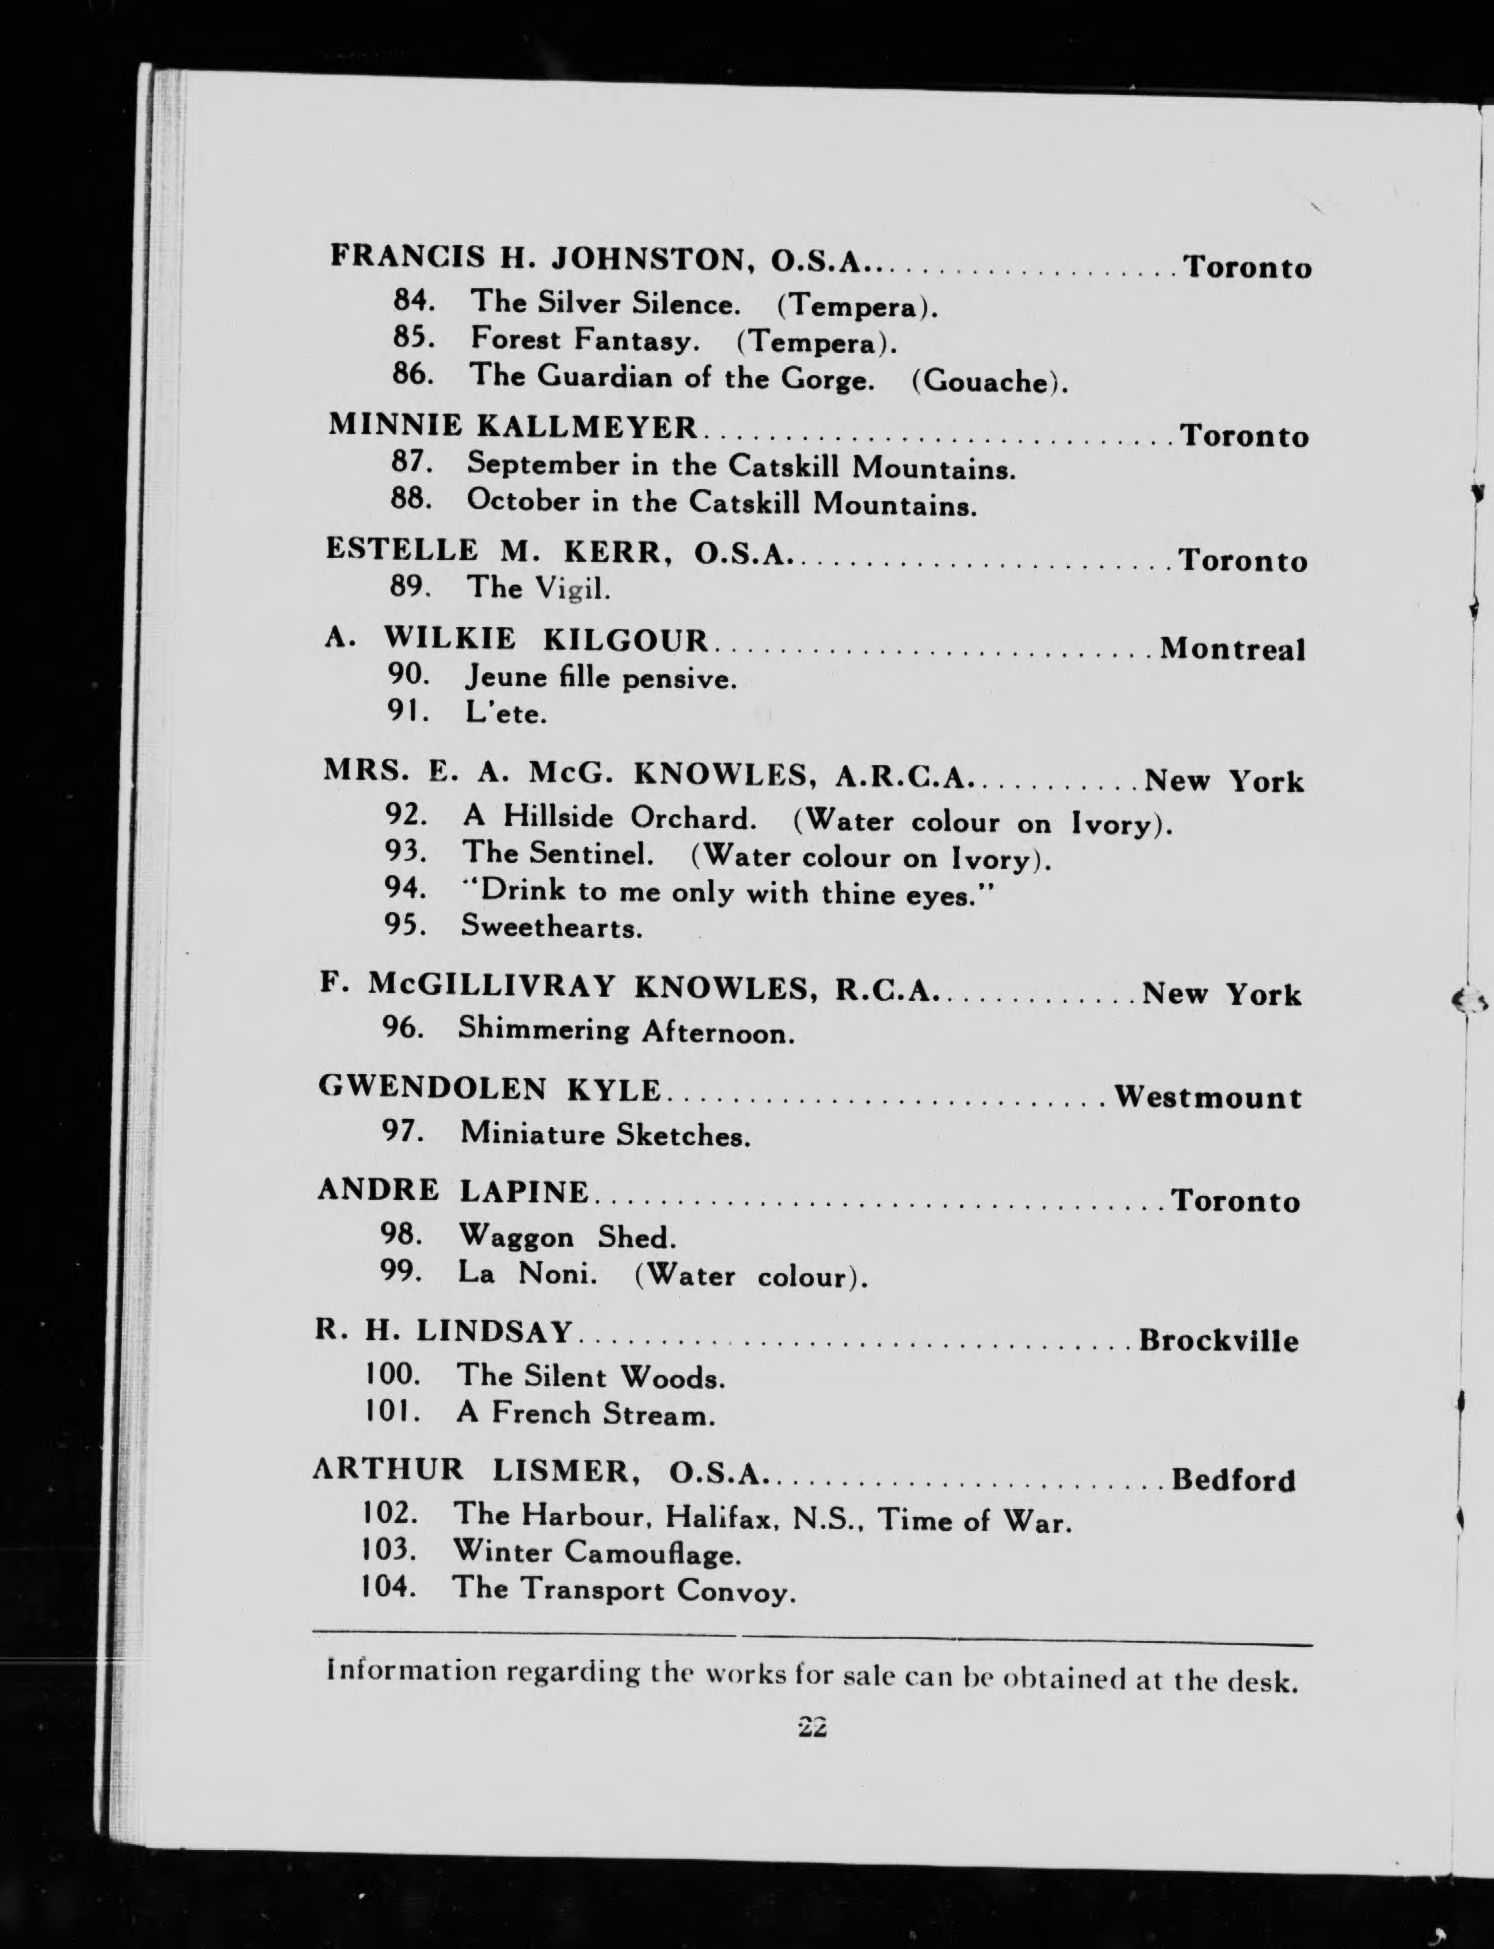 FRANCIS H. JOHNSTON, O.S.A.....................Toronto
84. The Silver Silence. (Tempera).
85. Forest Fantasy. (Tempera).
86. The Guardian of the Gorge. (Gouache).
MINNIE KALLMEYER..............................Toronto
87. September in the Catskill Mountains.
88. October in the Catskill Mountains.
ESTELLE M. KERR, O.S.A.........................Toronto
89. The Vigil.
A. WILKIE KILGOUR............................Montreal
90. Jeune fille pensive.
91. L'ete.
MRS. E. A. McG. KNOWLES, A.R.C.A...........New York
92. A Hillside Orchard. (Water colour on Ivory).
93. The Sentinel. (Water colour on Ivory).
94. "Drink to me only with thine eyes."
95. Sweethearts.
F. McGILLIVRAY KNOWLES, R.C.A.............New York
96. Shimmering Afternoon.
GWENDOLEN KYLE............................Westmount
97. Miniature Sketches.
ANDRE LAPINE....................................Toronto
98. Waggon Shed.
99. La Noni. (Water colour).
R. H. LINDSAY...................................Brockville
100. The Silent Woods.
101. A French Stream.
ARTHUR LISMER, O.S.A..........................Bedford
102. The Harbour, Halifax, N.S., Time of War.
103. Winter Camouflage.
104. The Transport Convoy.
Information regarding the works for sale can be obtained at the desk.
22